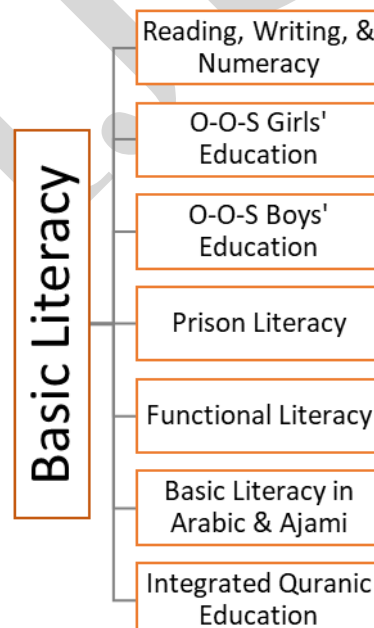 Basic Literacy
Reading, Writing, &
Numeracy
O-O-S Girls'
Education
O-O-S Boys'
Education
Prison Literacy
Functional Literacy
Basic Literacy in
Arabic & Ajami
Integrated Quranic
Education